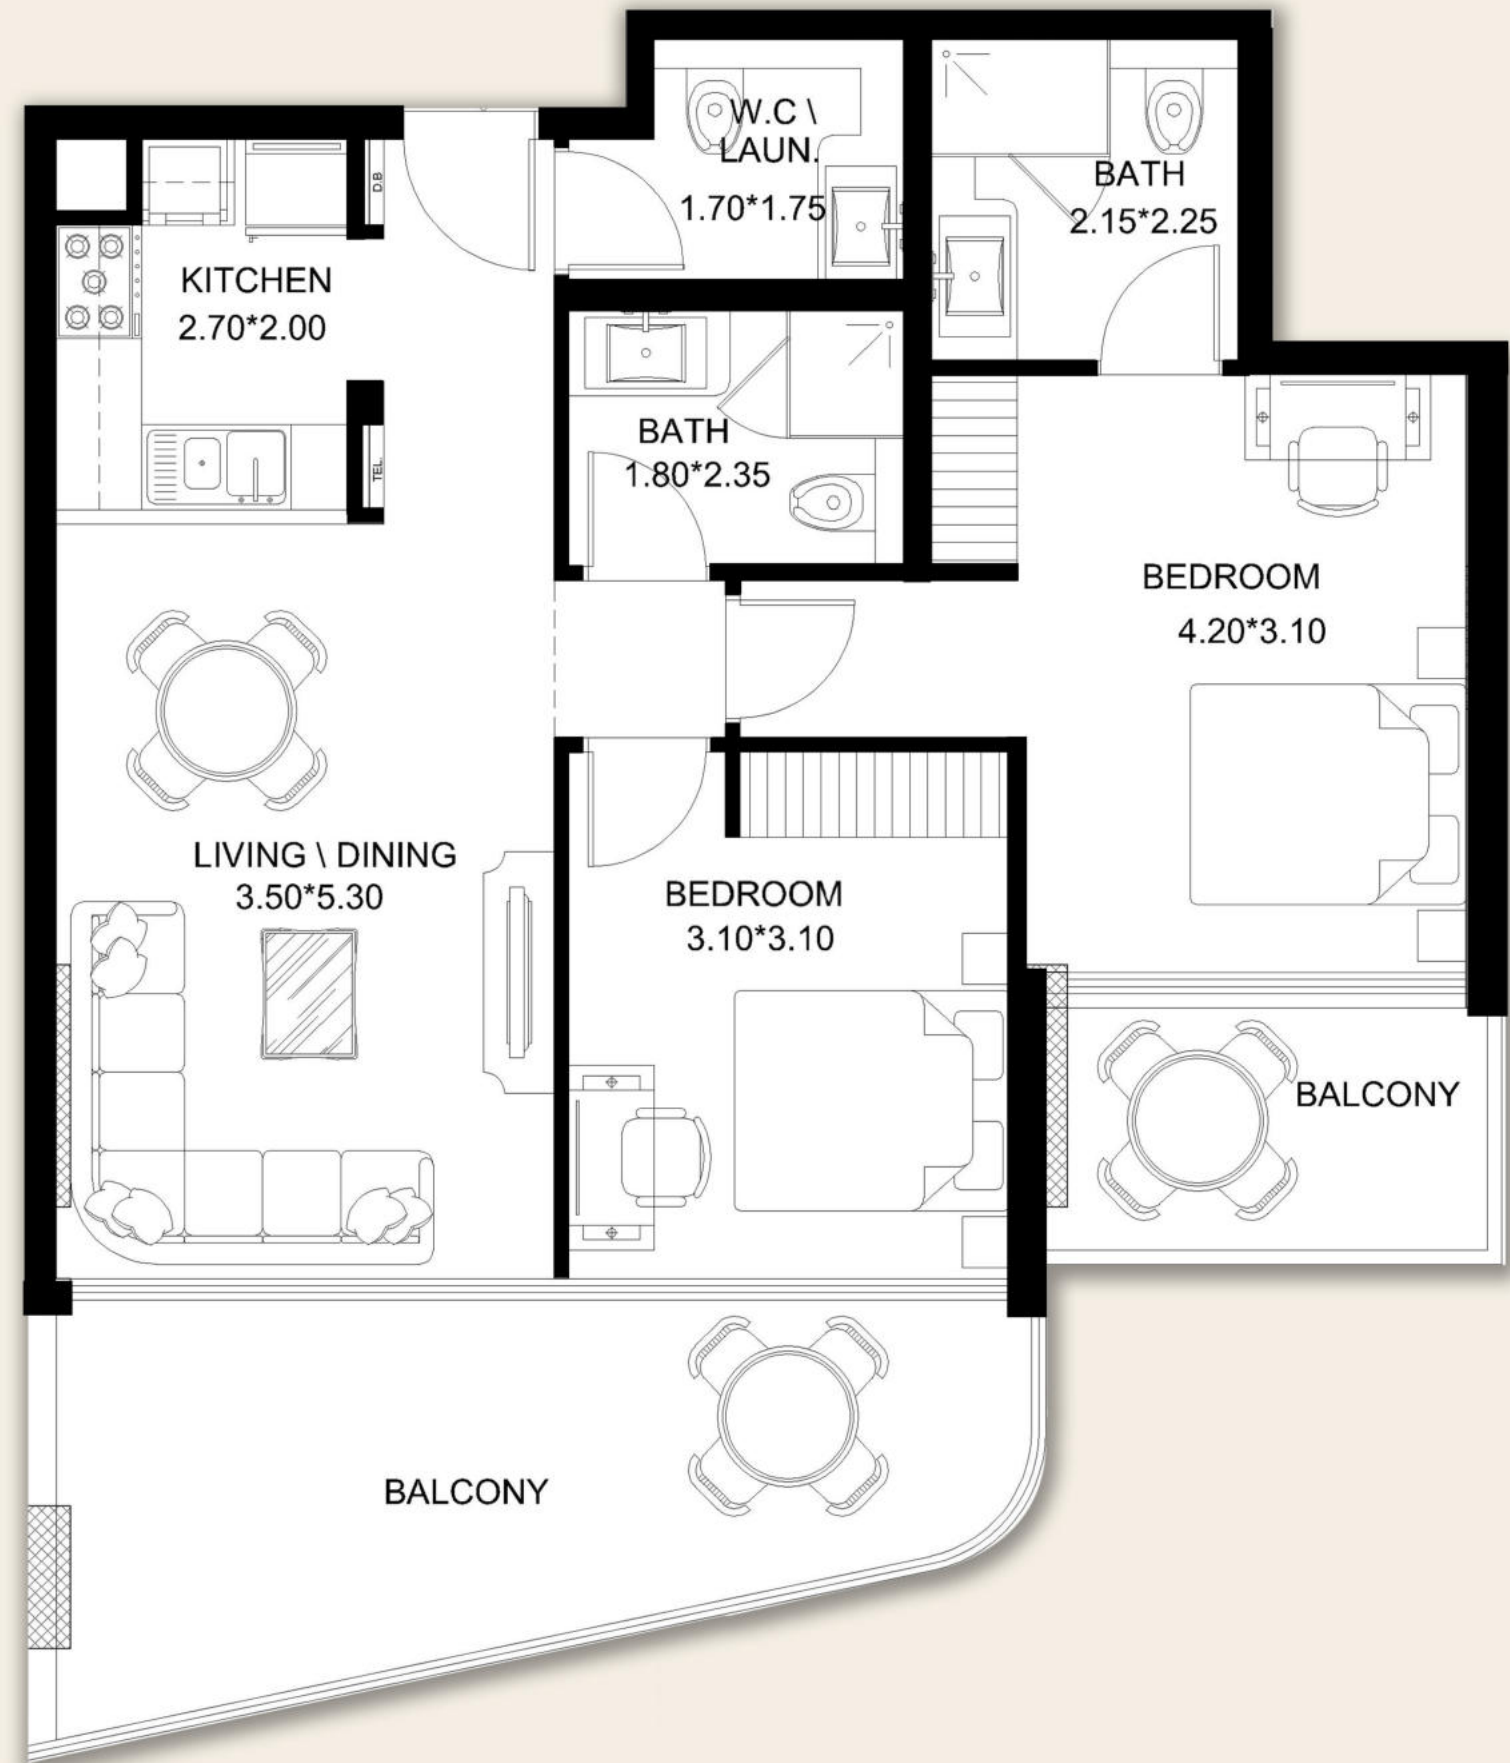 W.C \
LAUN.
1.70*1.75
BATH
2.15*2.25
D.B
KITCHEN
2.70*2.00
BATH
1.80*2.35
TEL.
BEDROOM
4.20*3.10
LIVING \ DINING
3.50*5.30
BEDROOM
3.10*3.10
BALCONY
BALCONY